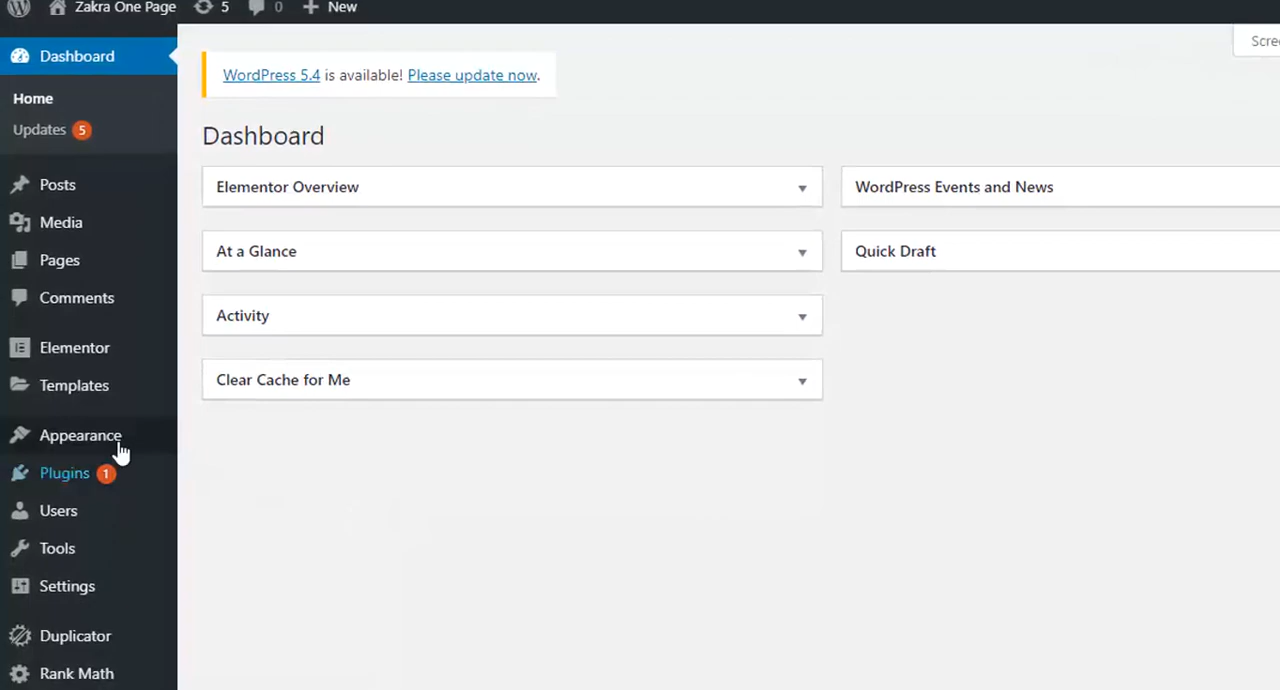 Zakra One Page 5 0 New
Scre
Dashboard
Home
Updates 5
Posts
Media
Pages
Comments
Elementor
Templates
Appearance
Plugins 1
Users
Tools
Settings
Duplicator
Rank Math
WordPress 5.4 is available! Please update now.
Dashboard
Elementor Overview
At a Glance
Activity
Clear Cache for Me
WordPress Events and News
Quick Draft